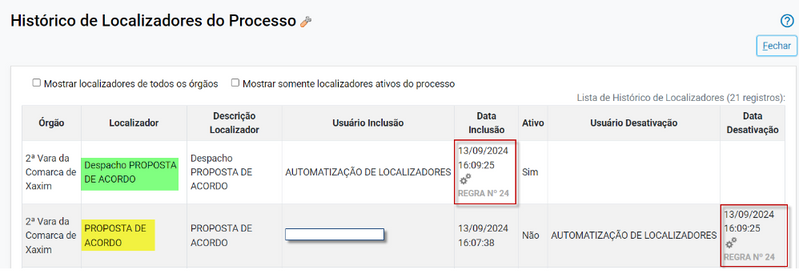 Histórico de Localizadores do Processo
Fechar
Mostrar localizadores de todos os órgãos Mostrar somente localizadores ativos do processo
Lista de Histórico de Localizadores (21 registros):
Órgão Localizador Descrição Localizador Usuário Inclusão Data Inclusão Ativo Usuário Desativação Data Desativação
2ª Vara da
Comarca de
Xaxim
Despacho PROPOSTA
DE ACORDO
Despacho
PROPOSTA
DE ACORDO
AUTOMATIZAÇÃO DE LOCALIZADORES
13/09/2024
16:09:25
REGRA Nº 24
Sim
2ª Vara da
Comarca de
Xaxim
PROPOSTA DE
ACORDO
PROPOSTA
DE ACORDO
13/09/2024
16:07:38
Não
AUTOMATIZAÇÃO DE LOCALIZADORES
13/09/2024
16:09:25
REGRA Nº 24